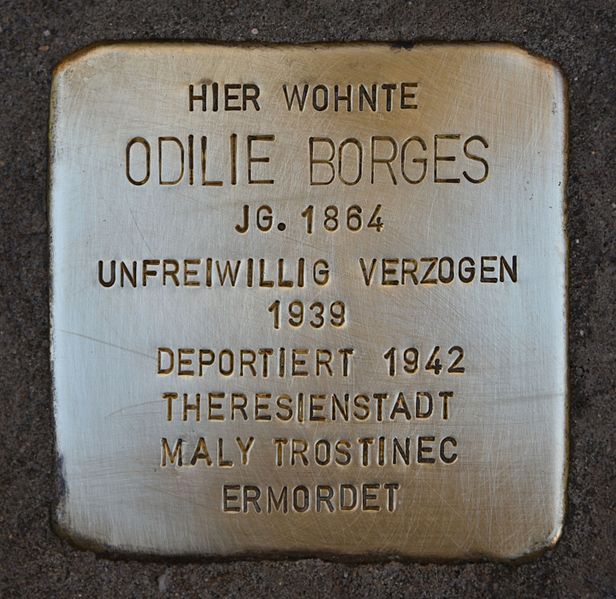 HIER WOHNTE
ODILIE BORGES
JG. 1864
UNFREIWILLIG VERZOGEN
1939
DEPORTIERT 1942
THERESIENSTADT
MALY TROSTINEC
ERMORDET